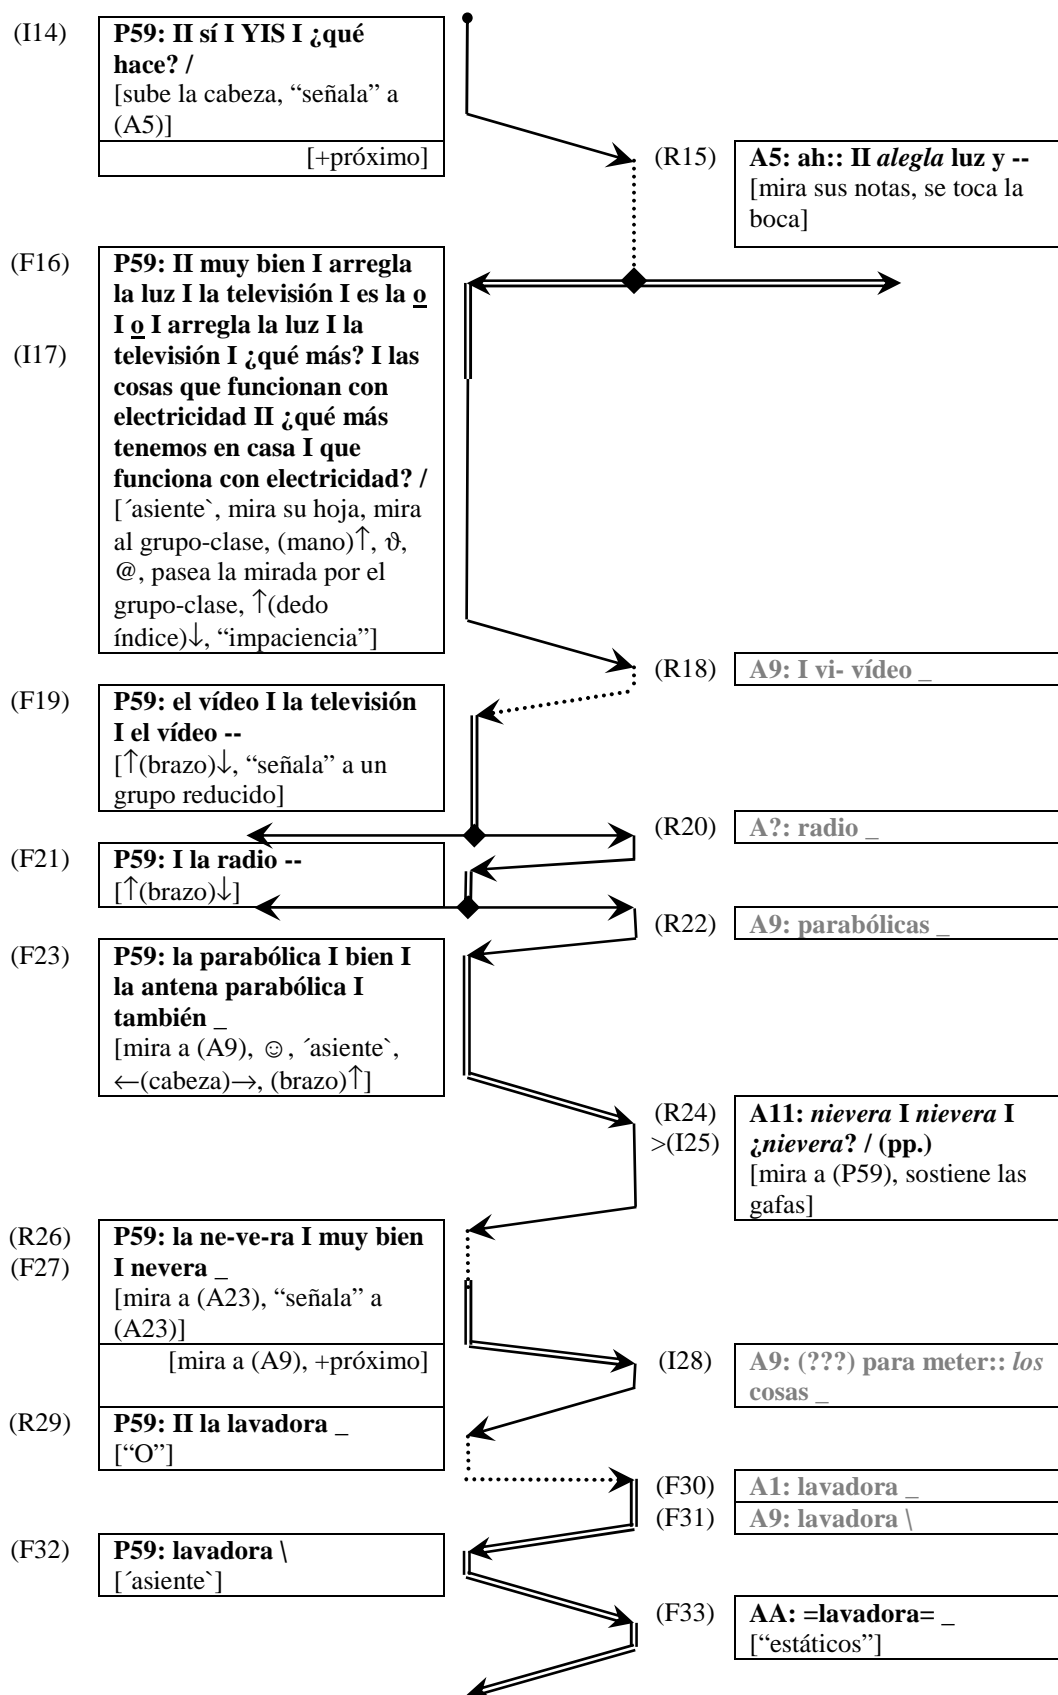 (I14)
P59: II sí I YIS I ¿qué
hace? /
[sube la cabeza, “señala” a
(A5)]
[+próximo]
(R15)
A5: ah:: II alegla luz y --
[mira sus notas, se toca la
boca]
(F16)
P59: II muy bien I arregla
la luz I la televisión I es la o
I o I arregla la luz I la
(I17)
televisión I ¿qué más? I las
cosas que funcionan con
electricidad II ¿qué más
tenemos en casa I que
funciona con electricidad? /
[´asiente`, mira su hoja, mira
al grupo-clase, (mano)↑, ϑ,
@, pasea la mirada por el
grupo-clase, ↑(dedo
índice)↓, “impaciencia”]
(R18)
A9: I vi- vídeo _
(F19)
P59: el vídeo I la televisión
I el vídeo --
[↑(brazo)↓, “señala” a un
grupo reducido]
(R20)
A?: radio _
(F21)
P59: I la radio --
[↑(brazo)↓]
(R22)
A9: parabólicas _
(F23)
P59: la parabólica I bien I
la antena parabólica I
también _
[mira a (A9), ☺, ´asiente`,
←(cabeza)→, (brazo)↑]
(R24)
>(I25)
A11: nievera I nievera I
¿nievera? / (pp.)
[mira a (P59), sostiene las
gafas]
(R26)
(F27)
P59: la ne-ve-ra I muy bien
I nevera _
[mira a (A23), “señala” a
(A23)]
[mira a (A9), +próximo]
(I28)
A9: (???) para meter:: los
cosas _
(R29)
P59: II la lavadora _
[“O”]
(F30)
A1: lavadora _
(F31)
A9: lavadora \
(F32)
P59: lavadora \
[´asiente`]
(F33)
AA: =lavadora= _
[“estáticos”]